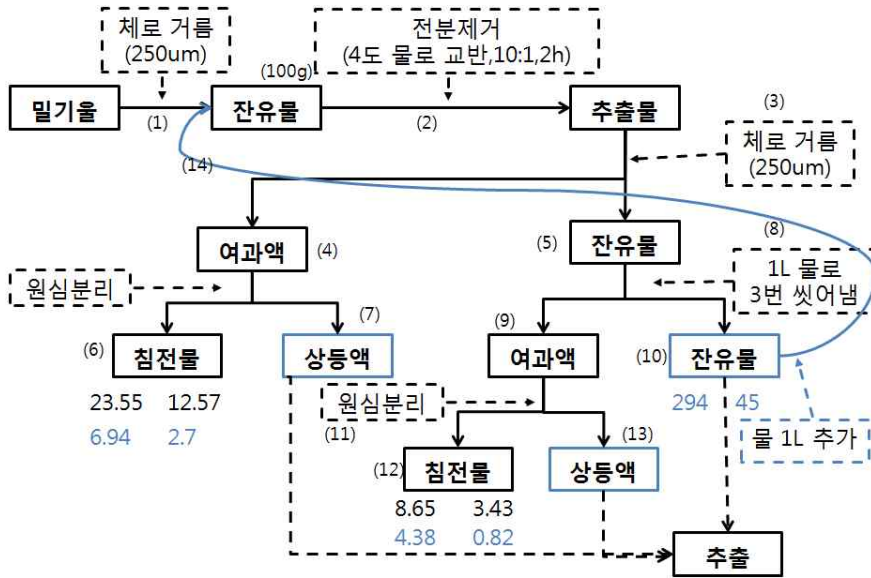 체로 거름
(250um)
전분제거
(4도 물로 교반,10:1,2h)
(100g)
밀기울
(1)
잔유물
(2)
추출물
(3)
체로 거름
(250um)
(14)
여과액
(4)
(5)
잔유물
(8)
1L 물로
3번 씻어냄
원심분리
(6)
침전물
(7)
상등액
(9)
여과액
(10)
잔유물
23.55 12.57
6.94 2.7
294 45
원심분리
(11)
물 1L 추가
(12)
침전물
(13)
상등액
8.65 3.43
4.38 0.82
추출